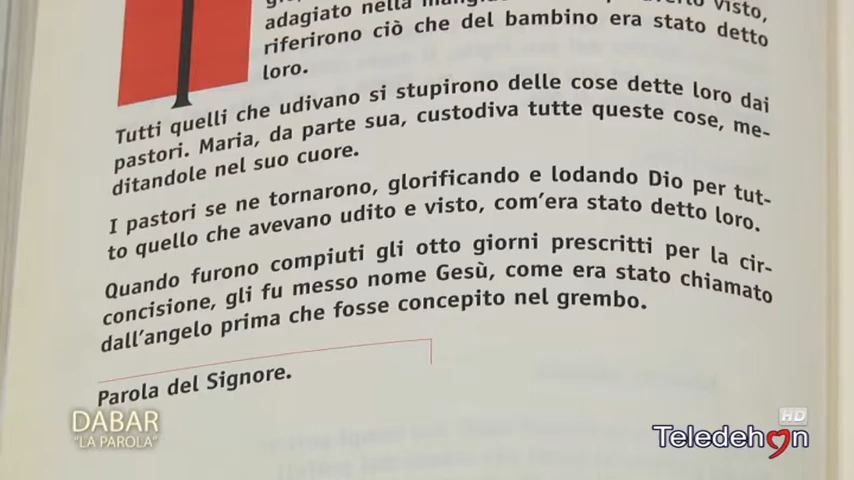 adagiato nella
visto,
riferirono ciò che del bambino era stato detto
loro.
Tutti quelli che udivano si stupirono delle cose dette loro dai
pastori. Maria, da parte sua, custodiva tutte queste cose, me-
ditandole nel suo cuore.
I pastori se ne tornarono, glorificando e lodando Dio per tut-
to quello che avevano udito e visto, com'era stato detto loro.
Quando furono compiuti gli otto giorni prescritti per la cir-
concisione, gli fu messo nome Gesù, come era stato chiamato
dall'angelo prima che fosse concepito nel grembo.
Parola del Signore.
DABAR
"LA PAROLA"
HD
Teledehon